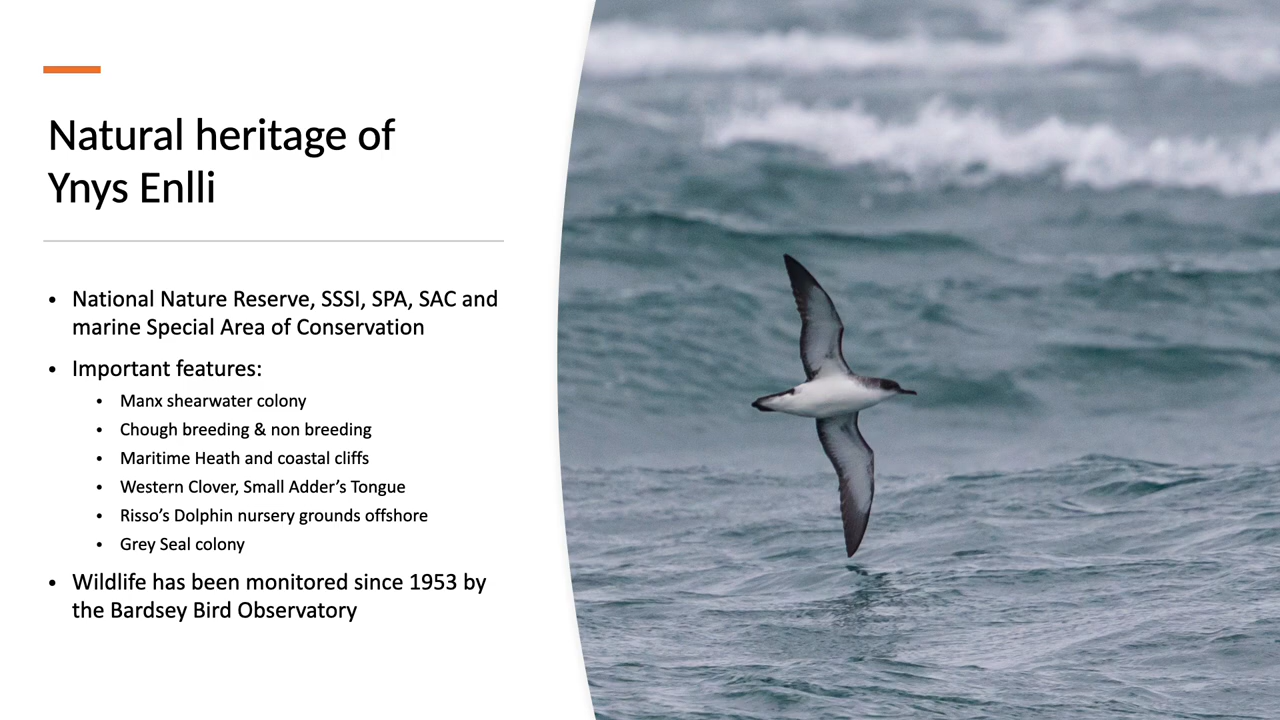 Natural heritage of
Ynys Enlli
• National Nature Reserve, SSSI, SPA, SAC and
marine Special Area of Conservation
• Important features:
• Manx shearwater colony
• Chough breeding & non breeding
• Maritime Heath and coastal cliffs
• Western Clover, Small Adder’s Tongue
• Risso’s Dolphin nursery grounds offshore
• Grey Seal colony
• Wildlife has been monitored since 1953 by
the Bardsey Bird Observatory